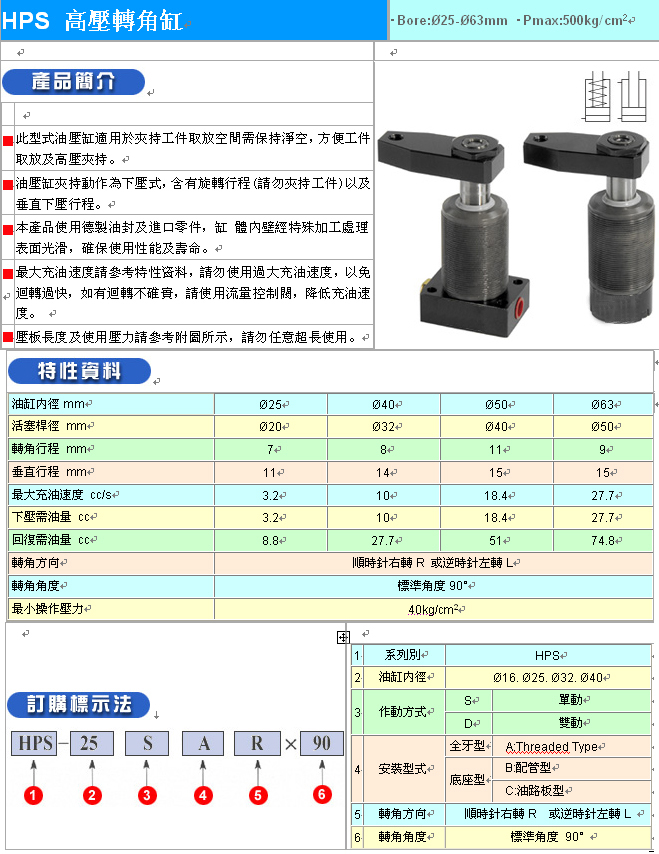 HPS 高壓轉角缸
·Bore:Ø25-Ø63mm ·Pmax:500kg/cm2
產品簡介
此型式油壓缸適用於夾持工件取放空間需保持淨空，方便工件
取放及高壓夾持。
油壓缸夾持動作為下壓式，含有旋轉行程(請勿夾持工件)以及
垂直下壓行程。
本產品使用德製油封及進口零件，缸 體內壁經特殊加工處理
表面光滑，確保使用性能及壽命。
最大充油速度請參考特性資料，請勿使用過大充油速度，以免
迴轉過快，如有迴轉不確實，請使用流量控制閥，降低充油速
度。
壓板長度及使用壓力請參考附圖所示，請勿任意超長使用。
特性資料
油缸內徑 mm Ø25 Ø40 Ø50 Ø63
活塞桿徑 mm Ø20 Ø32 Ø40 Ø50
轉角行程 mm 7 8 11 9
垂直行程 mm 11 14 15 15
最大充油速度 cc/s 3.2 10 18.4 27.7
下壓需油量 cc 3.2 10 18.4 27.7
回復需油量 cc 8.8 27.7 51 74.8
轉角方向 順時針右轉 R 或逆時針左轉 L
轉角角度 標準角度 90°
最小操作壓力 40kg/cm2
訂購標示法
HPS - 25 S A R × 90
1 2 3 4 5 6
1 系列別 HPS
2 油缸內徑 Ø16. Ø25. Ø32. Ø40
3 作動方式 S 單動
D 雙動
4 安裝型式 全牙型 A:Threaded Type
底座型 B:配管型
C:油路板型
5 轉角方向 順時針右轉 R 或逆時針左轉 L
6 轉角角度 標準角度 90°